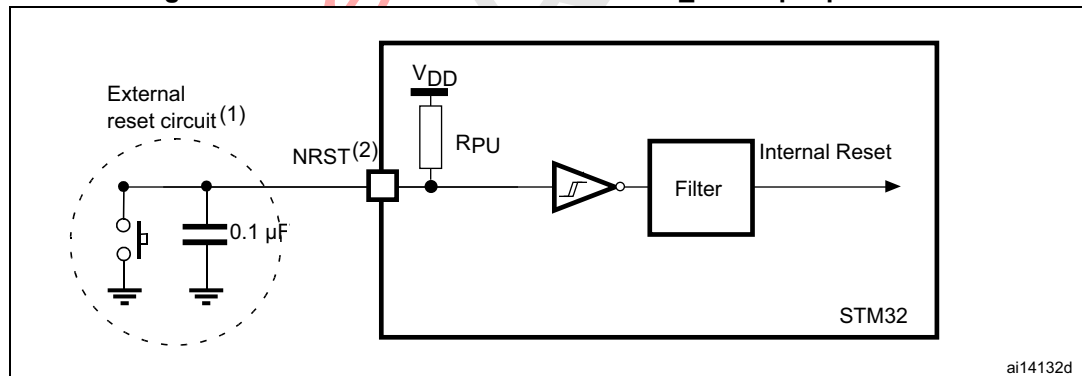 External
reset circuit(1)
NRST(2)
VDD
RPU
Filter
Internal Reset
0.1 µF
STM32
ai14132d